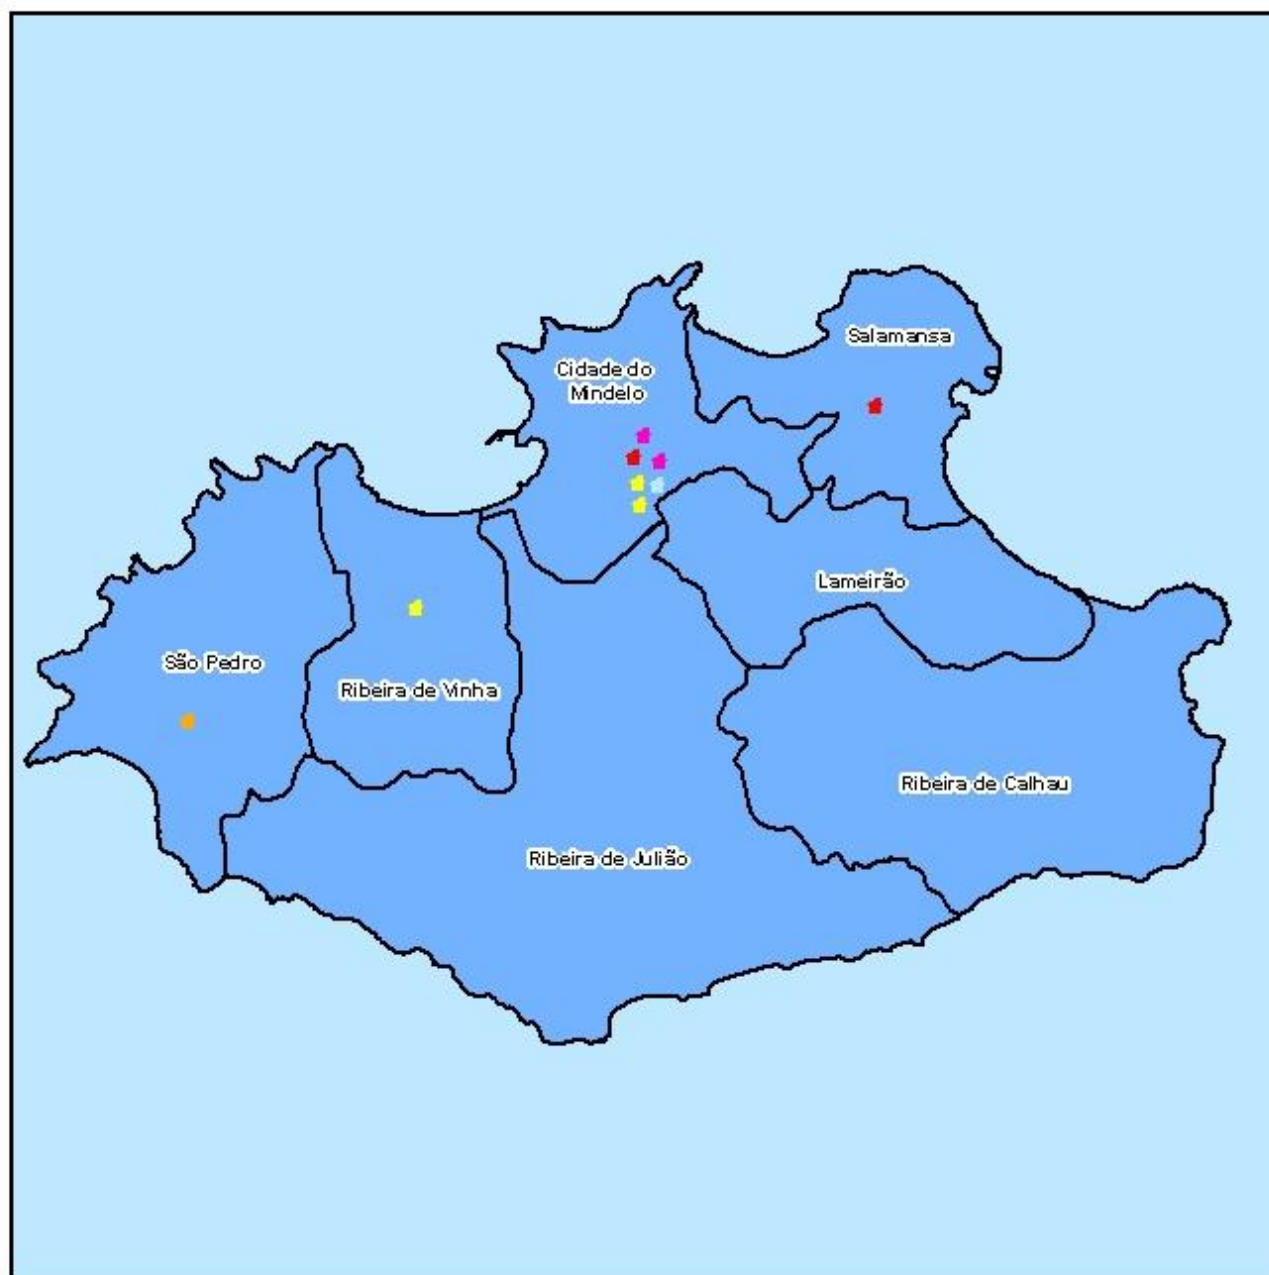 Salamansa
Cidade do
Mindelo
Lameirão
São Pedro
Ribeira de Vinha
Ribeira de Calhau
Ribeira de Julião